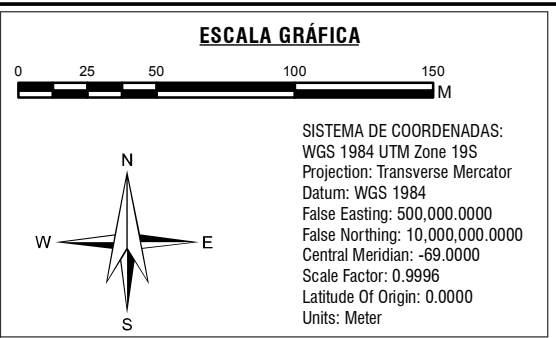 ESCALA GRÁFICA
0 25 50 100 150
M
N
W E
S
SISTEMA DE COORDENADAS:
WGS 1984 UTM Zone 19S
Projection: Transverse Mercator
Datum: WGS 1984
False Easting: 500,000.0000
False Northing: 10,000,000.0000
Central Meridian: -69.0000
Scale Factor: 0.9996
Latitude Of Origin: 0.0000
Units: Meter